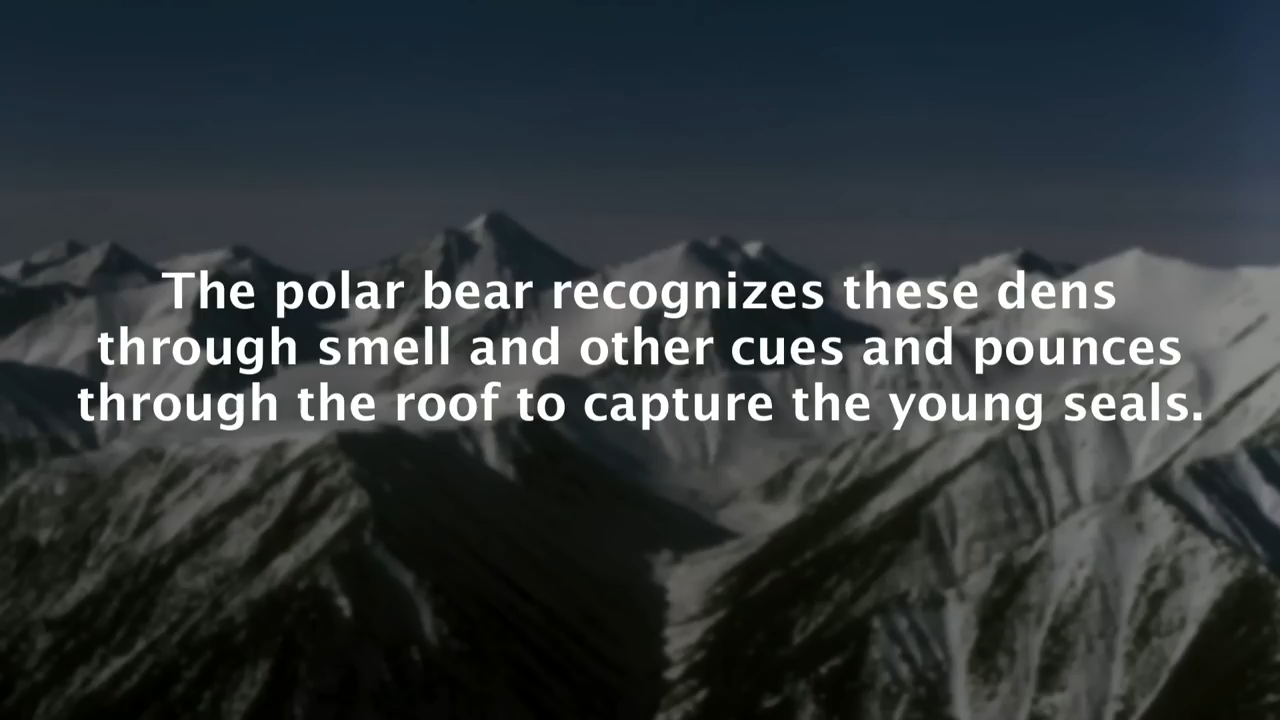 The polar bear recognizes these dens
through smell and other cues and pounces
through the roof to capture the young seals.